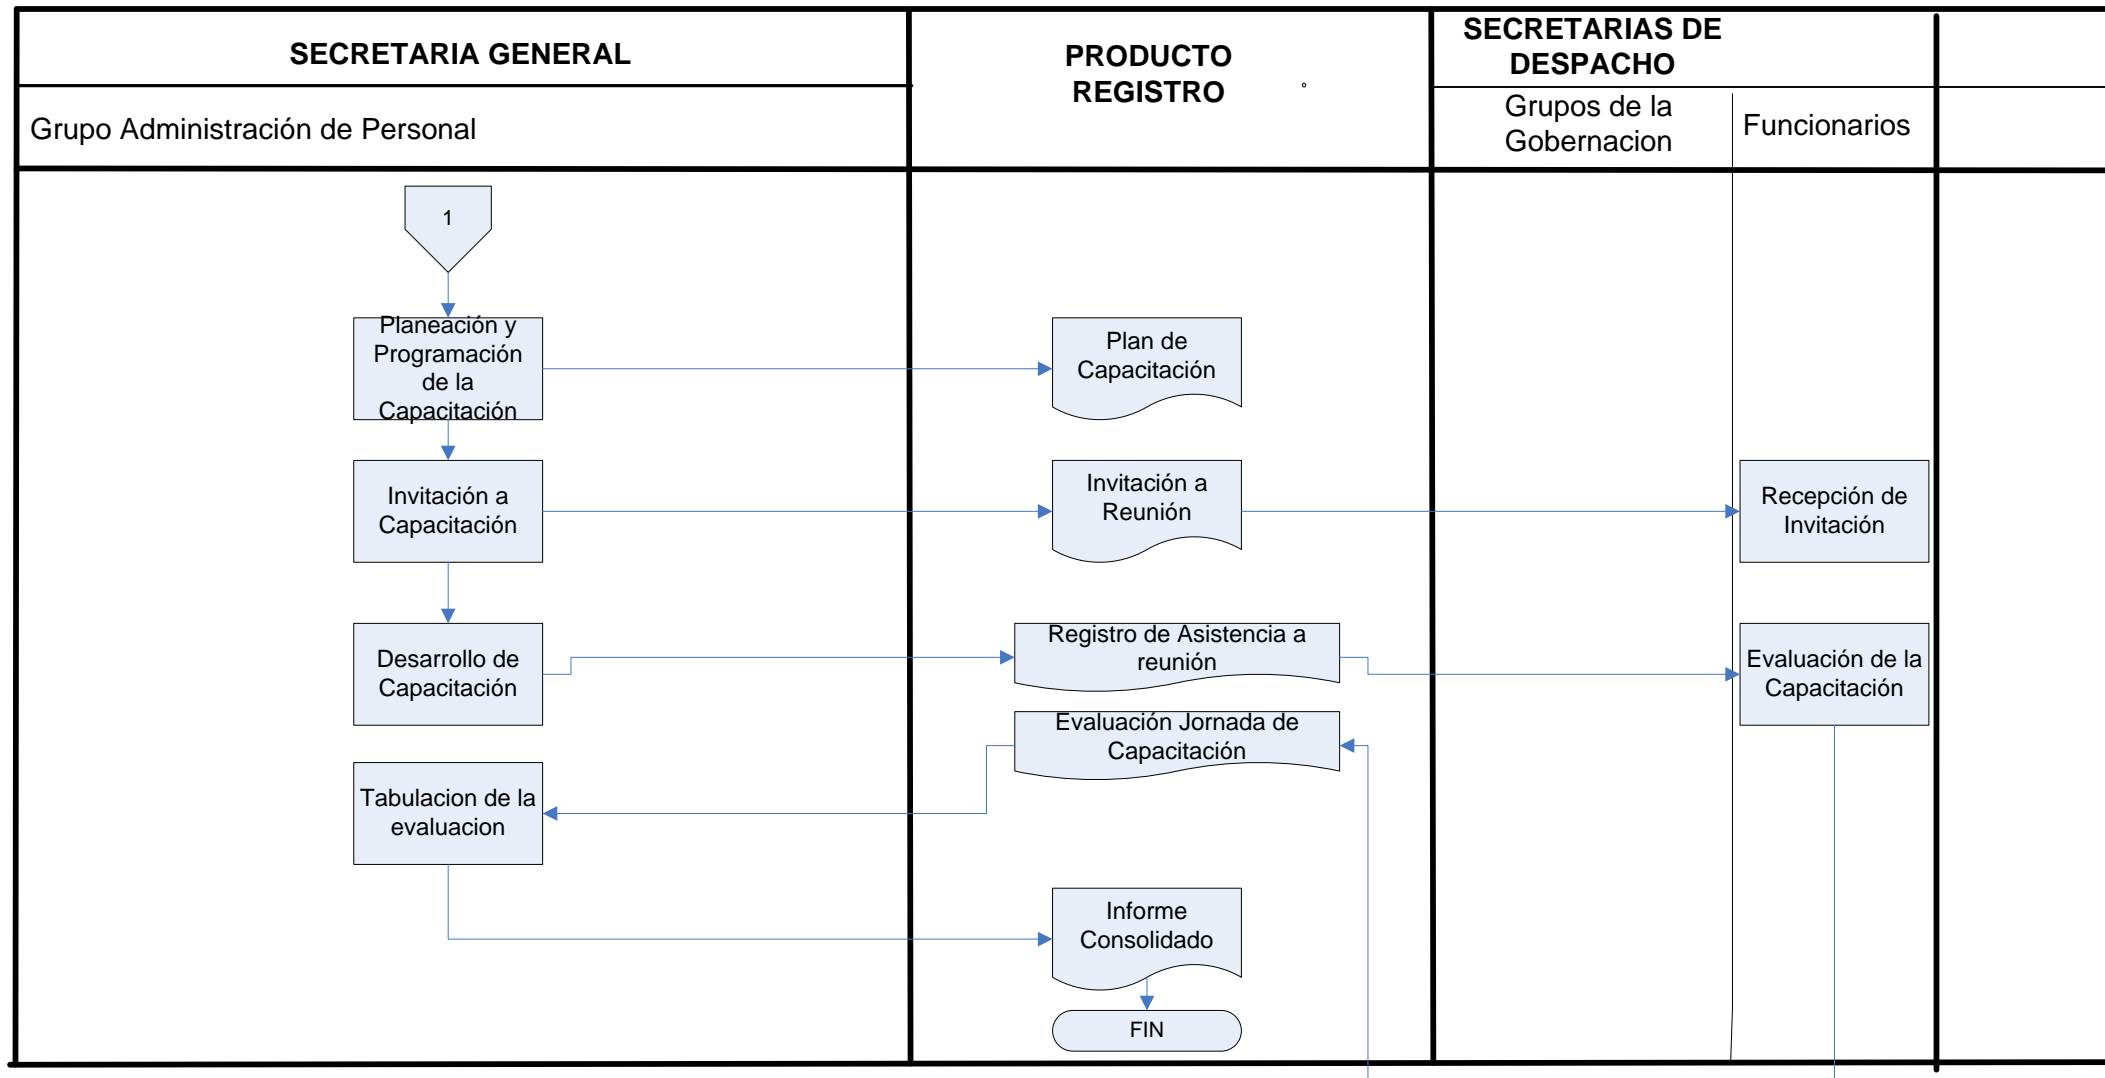 SECRETARIA GENERAL
PRODUCTO
REGISTRO
SECRETARIAS DE
DESPACHO
Grupo Administración de Personal
Grupos de la
Gobernacion
Funcionarios
1
Planeación y
Programación
de la
Capacitación
Plan de
Capacitación
Invitación a
Capacitación
Invitación a
Reunión
Recepción de
Invitación
Desarrollo de
Capacitación
Registro de Asistencia a
reunión
Evaluación de la
Capacitación
Evaluación Jornada de
Capacitación
Tabulacion de la
evaluacion
Informe
Consolidado
FIN